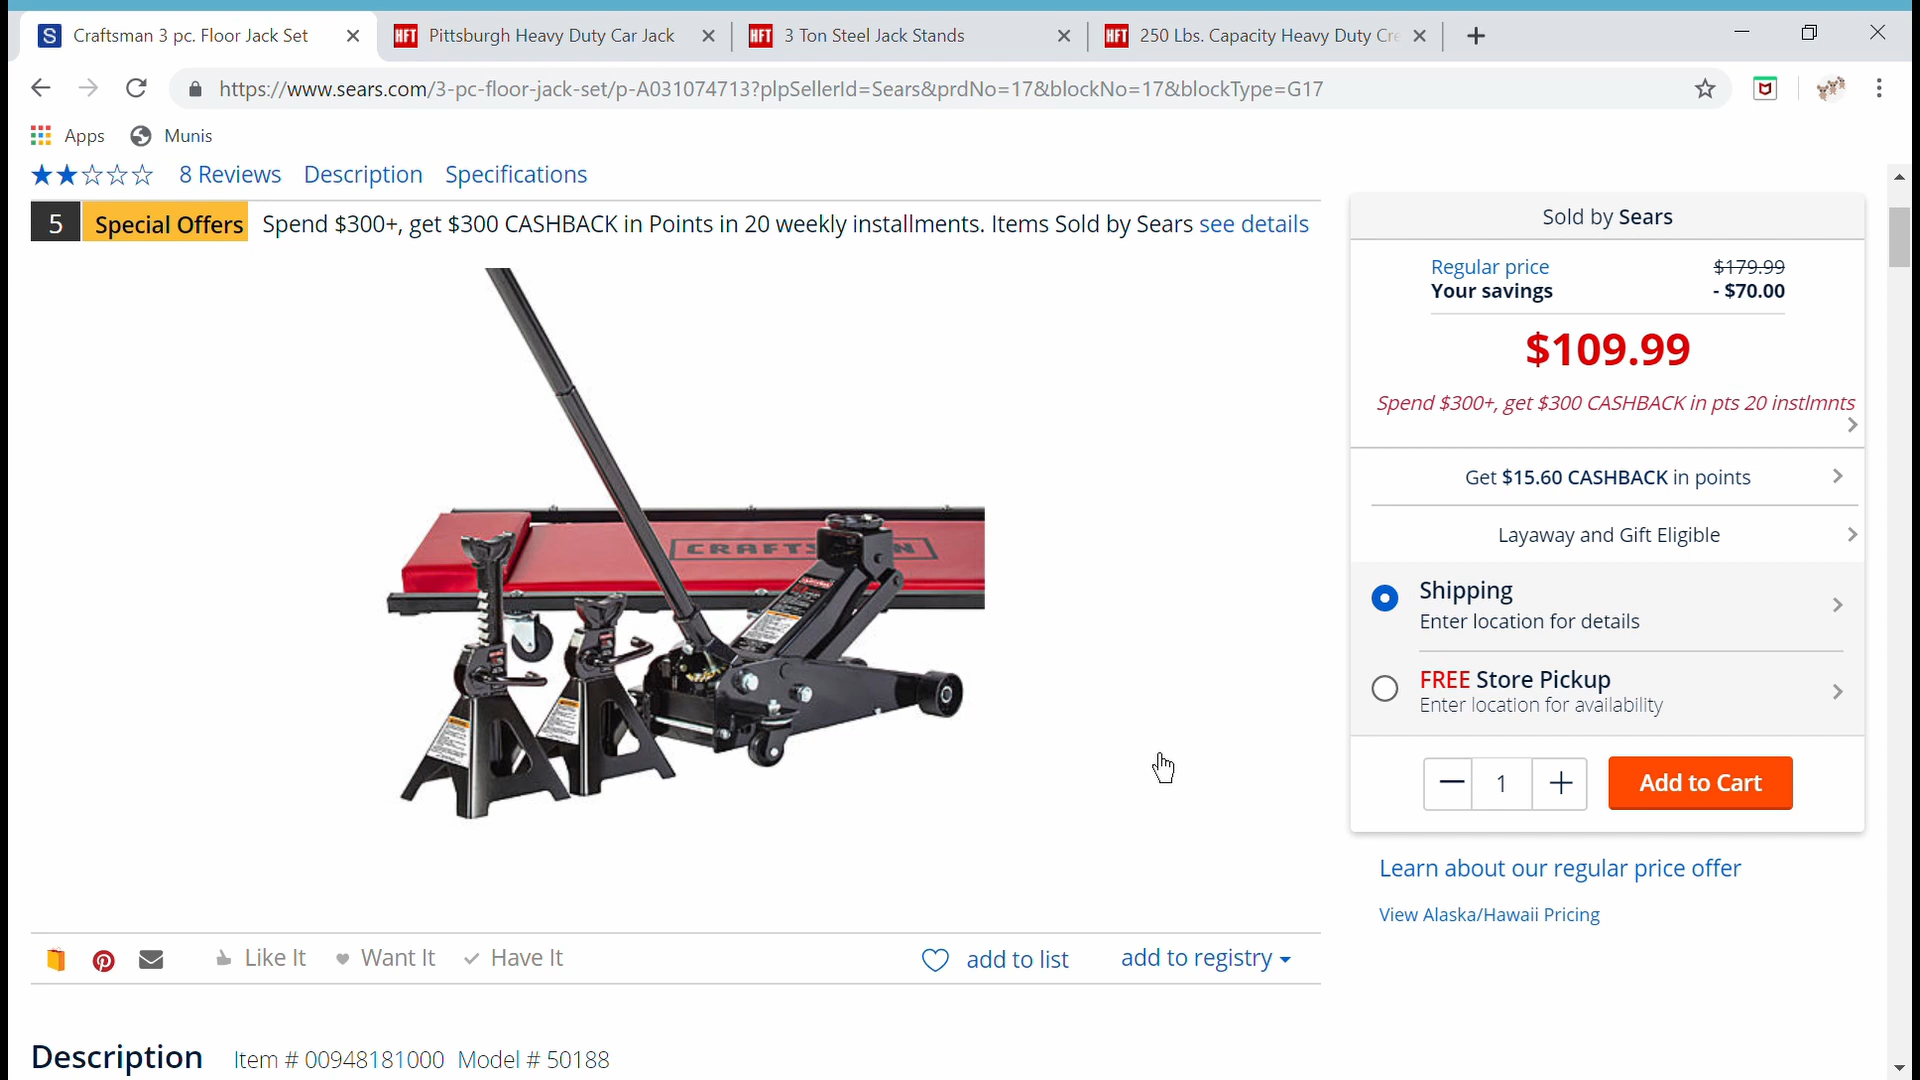 S Craftsman 3 pc. Floor Jack Set
HFT Pittsburgh Heavy Duty Car Jack
HFT 3 Ton Steel Jack Stands
HFT 250 Lbs. Capacity Heavy Duty Cre
https://www.sears.com/3-pc-floor-jack-set/p-A031074713?plpSellerId=Sears&prdNo=17&blockNo=17&blockType=G17
Apps Munis
8 Reviews Description Specifications
5 Special Offers Spend $300+, get $300 CASHBACK in Points in 20 weekly installments. Items Sold by Sears see details
CRAFTS N
Sold by Sears
Regular price $179.99
Your savings - $70.00
$109.99
Spend $300+, get $300 CASHBACK in pts 20 instlmnts
Get $15.60 CASHBACK in points
Layaway and Gift Eligible
Shipping
Enter location for details
FREE Store Pickup
Enter location for availability
1 Add to Cart
Learn about our regular price offer
View Alaska/Hawaii Pricing
Like It Want It Have It add to list add to registry
Description Item # 00948181000 Model # 50188